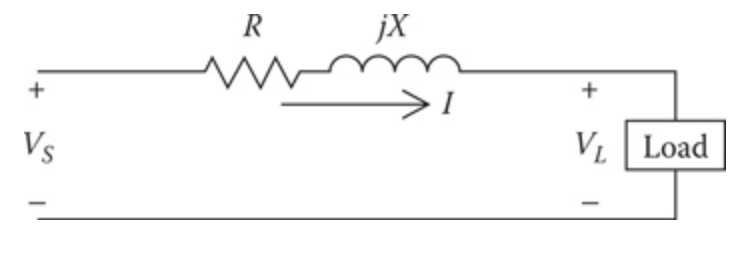 R jX
+ I +
V_S V_L Load
− −